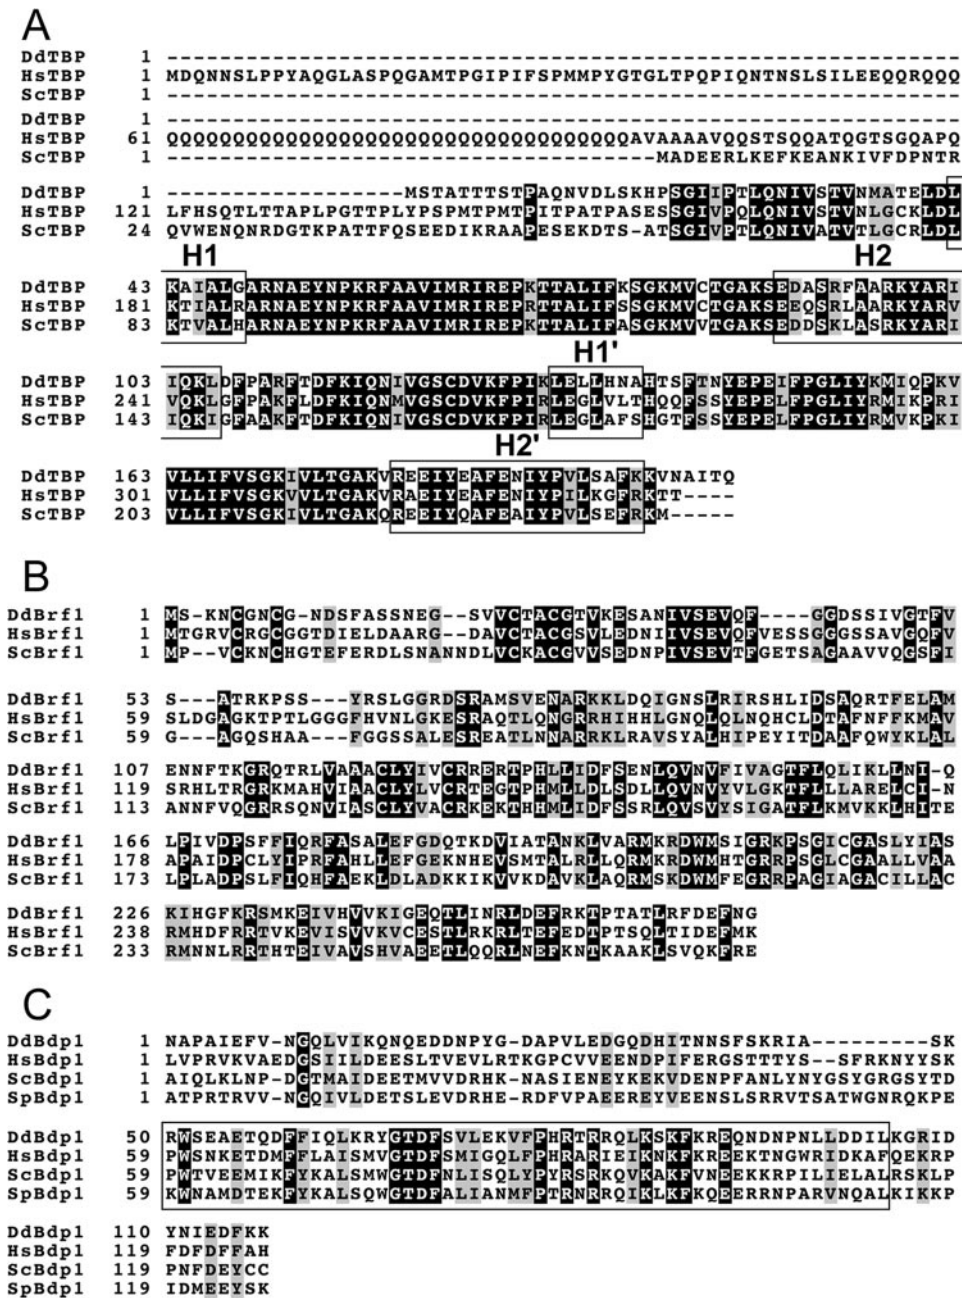 A
DdTBP 1 ------------------------------------------------------------
HsTBP 1 MDQNNSLPPYAQGLASPQGAMTPGIPIFSPMMPYGTGLTPQPIQNTNSLSILEEQQRQQQ
ScTBP 1 ------------------------------------------------------------
DdTBP 1 ------------------------------------------------------------
HsTBP 61 QQQQQQQQQQQQQQQQQQQQQQQQQQQQQQQQQQQAVAAAAVQQSTSQQATQGTSGQAPQ
ScTBP 1 -------------------------------------MADEERLKEFKEANKIVFDPNTR
DdTBP 1 ------------------MSTATTTSTPAQNVDLSKHPSGIIPTLQNIVSTVNMATELDL
HsTBP 121 LFHSQTLTTAPLPGTTPLYPSPMTPMTPITPATPASESSGIVPQLQNIVSTVNLGCKLDL
ScTBP 24 QVWENQNRDGTKPATTFQSEEDIKRAAPESEKDTS-ATSGIVPTLQNIVATVTLGCRLDL
H1 H2
DdTBP 43 KAIALGARNAEYNPKRFAAVIMRIREPKTTALIFKSGKMVCTGAKSEDASRFAARKYARI
HsTBP 181 KTIALRARNAEYNPKRFAAVIMRIREPRTTALIFSSGKMVCTGAKSEEQSRLAARKYARV
ScTBP 83 KTVALHARNAEYNPKRFAAVIMRIREPKTTALIFASGKMVVTGAKSEDDSKLASRKYARI
H1'
DdTBP 103 IQKLDFPARFTDFKIQNIVGSCDVKFPIKLELLHNAHTSFTNYEPEIFPGLIYKMIQPKV
HsTBP 241 VQKLGFPAKFLDFKIQNMVGSCDVKFPIRLEGLVLTHQQFSSYEPELFPGLIYRMIKPRI
ScTBP 143 IQKIGFAAKFTDFKIQNIVGSCDVKFPIRLEGLAFSHGTFSSYEPELFPGLIYRMVKPKI
H2'
DdTBP 163 VLLIFVSGKIVLTGAKVREEIYEAFENIYPVLSAFKKVNAITQ
HsTBP 301 VLLIFVSGKVVLTGAKVRAEIYEAFENIYPILKGFRKTT----
ScTBP 203 VLLIFVSGKIVLTGAKQREEIYQAFEAIYPVLSEFRKM-----
B
DdBrf1 1 MS-KNCGNCG-NDSFASSNEG--SVVCTACGTVKESANIVSEVQF----GGDSSIVGTFV
HsBrf1 1 MTGRVCRGCGGTDIELDAARG--DAVCTACGSVLEDNIIVSEVQFVESSGGGSSAVGQFV
ScBrf1 1 MP--VCKNCHGTEFERDLSNANNDLVCKACGVVSEDNPIVSEVTFGETSAGAAVVQGSFI
DdBrf1 53 S---ATRKPSS---YRSLGGRDSRAMSVENARKKLDQIGNSLRIRSHLIDSAQRTFELAM
HsBrf1 59 SLDGAGKTPTLGGGFHVNLGKESRAQTLQNGRRHIHHLGNQLQLNQHCLDTAFNFFKMAV
ScBrf1 59 G---AGQSHAA---FGGSSALESREATLNNARRKLRAVSYALHIPEYITDAAFQWYKLAL
DdBrf1 107 ENNFTKGRQTRLVAAACLYIVCRRERTPHLLIDFSENLQVNVFIVAGTFLQLIKLLNI-Q
HsBrf1 119 SRHLTRGRKMAHVIAACLYLVCRTEGTPHMLLDLSDLLQVNVYVLGKTFLLLARELCI-N
ScBrf1 113 ANNFVQGRRSQNVIASCLYVACRKEKTHHMLIDFSSRLQVSVYSIGATFLKMVKKLHITE
DdBrf1 166 LPIVDPSFFIQRFASALEFGDQTKDVIATANKLVARMKRDWMSIGRKPSGICGASLYIAS
HsBrf1 178 APAIDPCLYIPRFAHLLEFGEKNHEVSMTALRLLQRMKRDWMHTGRRPSGLCGAALLVAA
ScBrf1 173 LPLADPSLFIQHFAEKLDLADKKIKVVKDAVKLAQRMSKDWMFEGRRPAGIAGACILLAC
DdBrf1 226 KIHGFKRSMKEIVHVVKIGEQTLINRLDEFRKTPTATLRFDEFNG
HsBrf1 238 RMHDFRRTVKEVISVVKVCESTLRKRLTEFEDTPTSQLTIDEFMK
ScBrf1 233 RMNNLRRTHTEIVAVSHVAEETLQQRLNEFKNTKAAKLSVQKFRE
C
DdBdp1 1 NAPAIEFV-NGQLVIKQNQEDDNPYG-DAPVLEDGQDHITNNSFSKRIA---------SK
HsBdp1 1 LVPRVKVAEDGSIILDEESLTVEVLRTKGPCVVEENDPIFERGSTTTYS--SFRKNYYSK
ScBdp1 1 AIQLKLNP-DGTMAIDEETMVVDRHK-NASIENEYKEKVDENPFANLYNYGSYGRGSYTD
SpBdp1 1 ATPRTRVV-NGQIVLDETSLEVDRHE-RDFVPAEEREYVEENSLSRRVTSATWGNRQKPE
DdBdp1 50 RWSEAETQDFFIQLKRYGTDFSVLEKVFPHRTRRQLKSKFKREQNDNPNLLDDILKGRID
HsBdp1 59 PWSNKETDMFFLAISMVGTDFSMIGQLFPHRARIEIKNKFKREEKTNGWRIDKAFQEKRP
ScBdp1 59 PWTVEEMIKFYKALSMWGTDFNLISQLYPYRSRKQVKAKFVNEEKKRPILIELALRSKLP
SpBdp1 59 KWNAMDTEKFYKALSQWGTDFALIANMFPTRNRRQIKLKFKQEERRNPARVNQALKIKKP
DdBdp1 110 YNIEDFKK
HsBdp1 119 FDFDFFAH
ScBdp1 119 PNFDEYCC
SpBdp1 119 IDMEEYSK